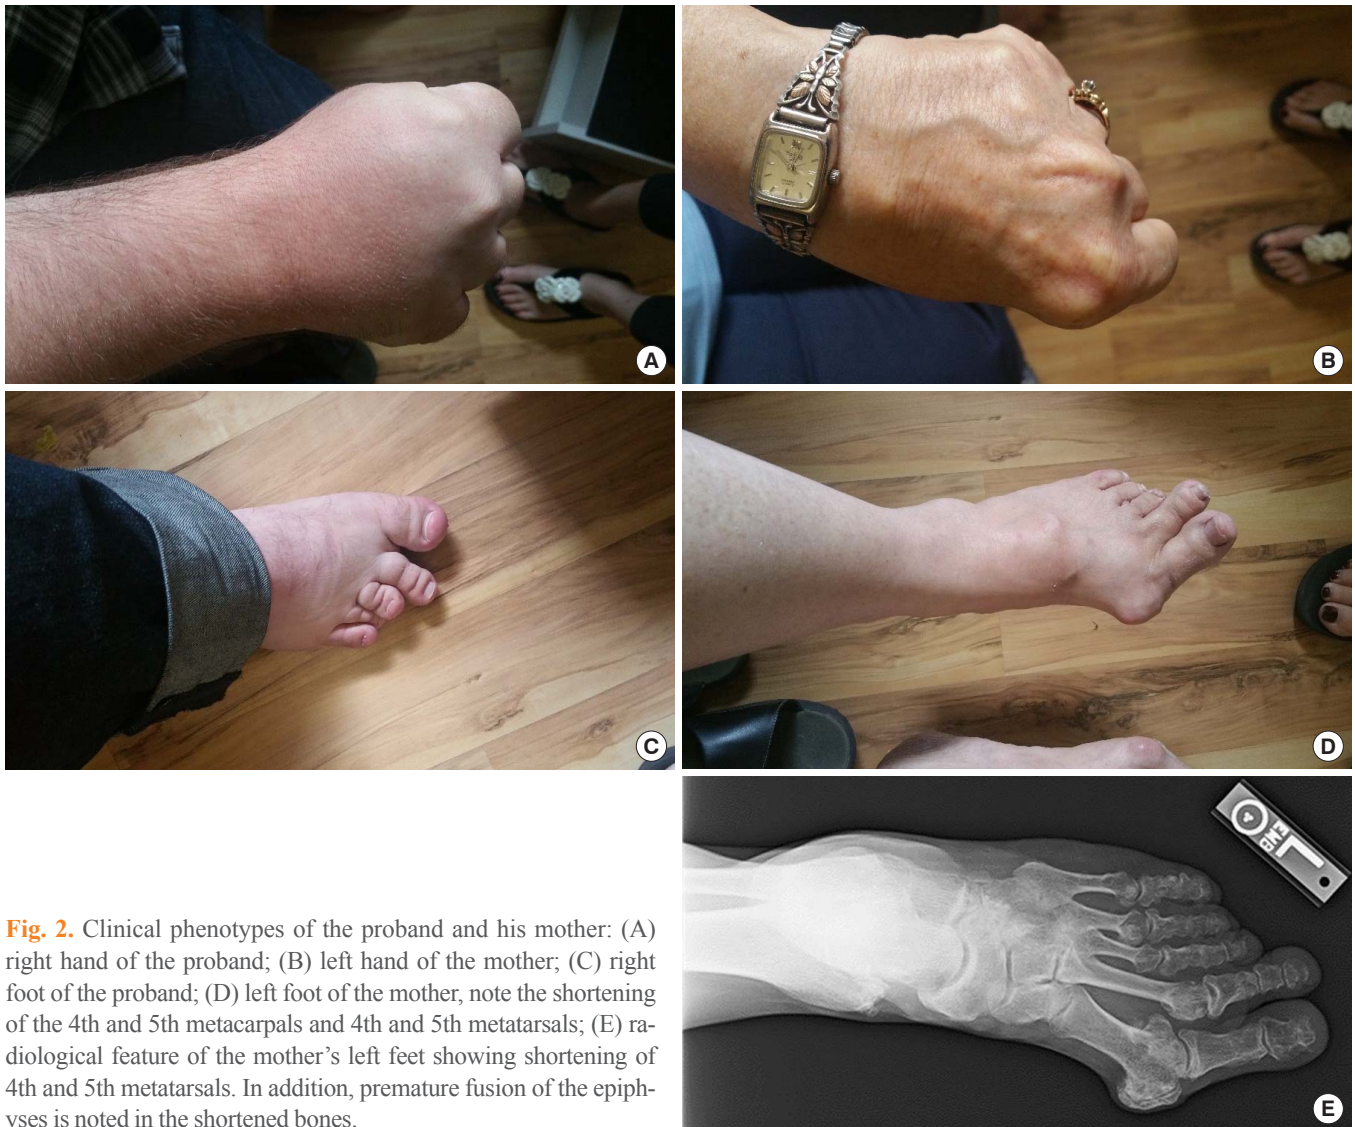 A
B
C
D
E
Fig. 2. Clinical phenotypes of the proband and his mother: (A)
right hand of the proband; (B) left hand of the mother; (C) right
foot of the proband; (D) left foot of the mother, note the shortening
of the 4th and 5th metacarpals and 4th and 5th metatarsals; (E) ra-
diological feature of the mother’s left feet showing shortening of
4th and 5th metatarsals. In addition, premature fusion of the epiph-
yses is noted in the shortened bones.
EWB
L